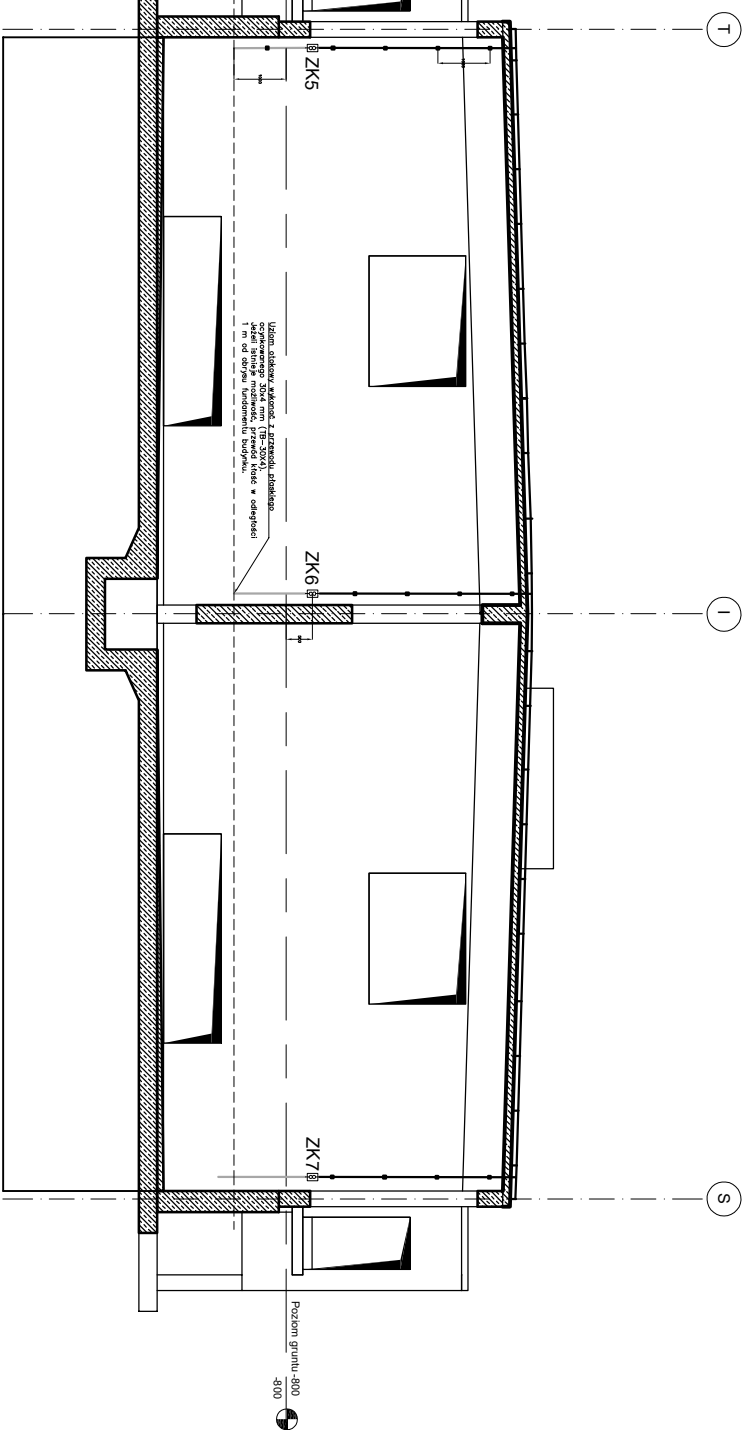 T
ZK5
I
ZK6
S
ZK7
Uziom otokowy wykonać z przewodu płaskiego
ocynkowanego 30x4 mm (TB-30X4).
Jeżeli istnieje możliwość, przewód kłaść w odległości
1 m od obrysu fundamentu budynku.
Poziom gruntu -800
-800